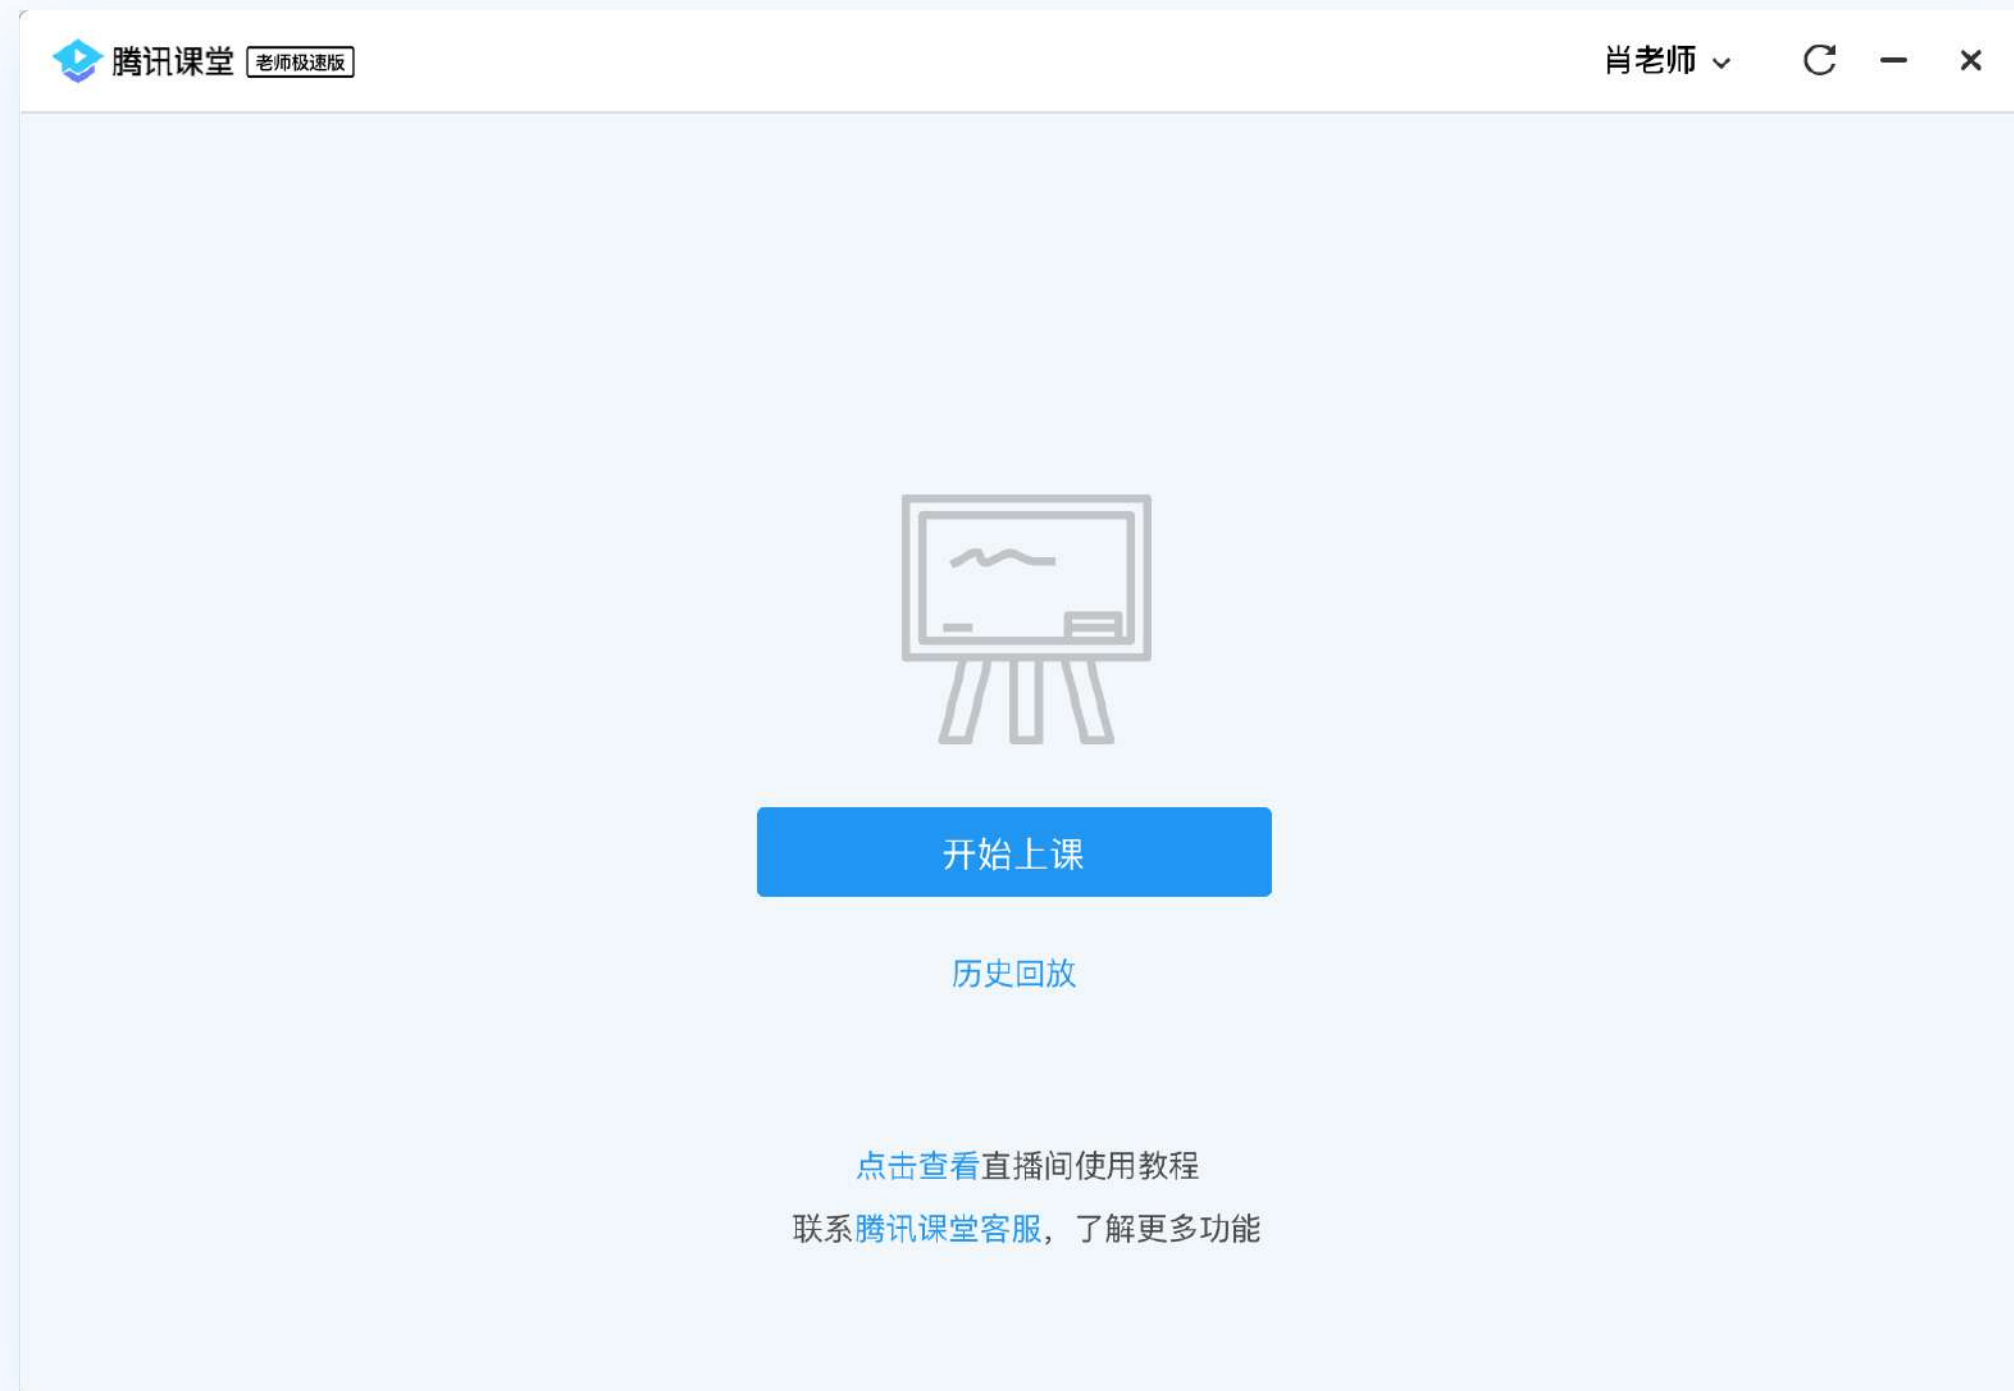 腾讯课堂 老师极速版
肖老师
开始上课
历史回放
点击查看直播间使用教程
联系腾讯课堂客服，了解更多功能